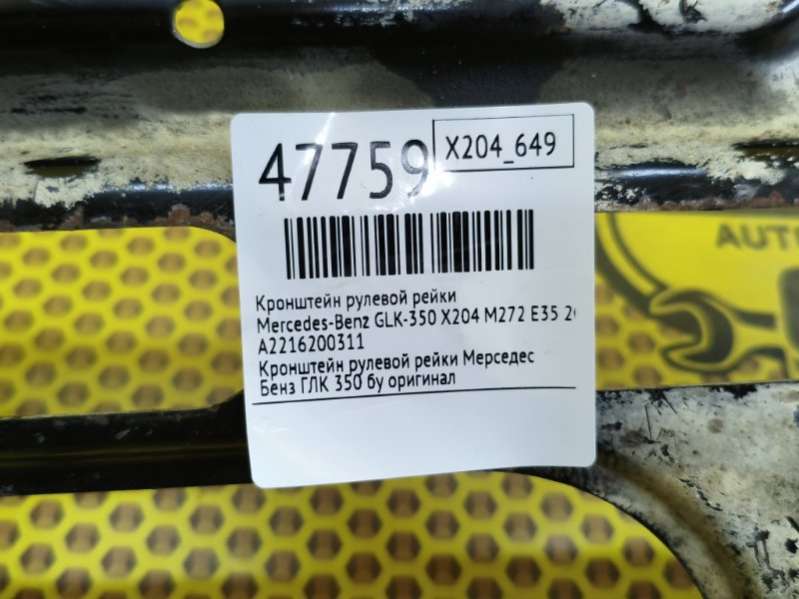 47759
X204_649
Кронштейн рулевой рейки
Mercedes-Benz GLK-350 X204 M272 E35
A2216200311
Кронштейн рулевой рейки Мерседес
Бенз ГЛК 350 бу оригинал